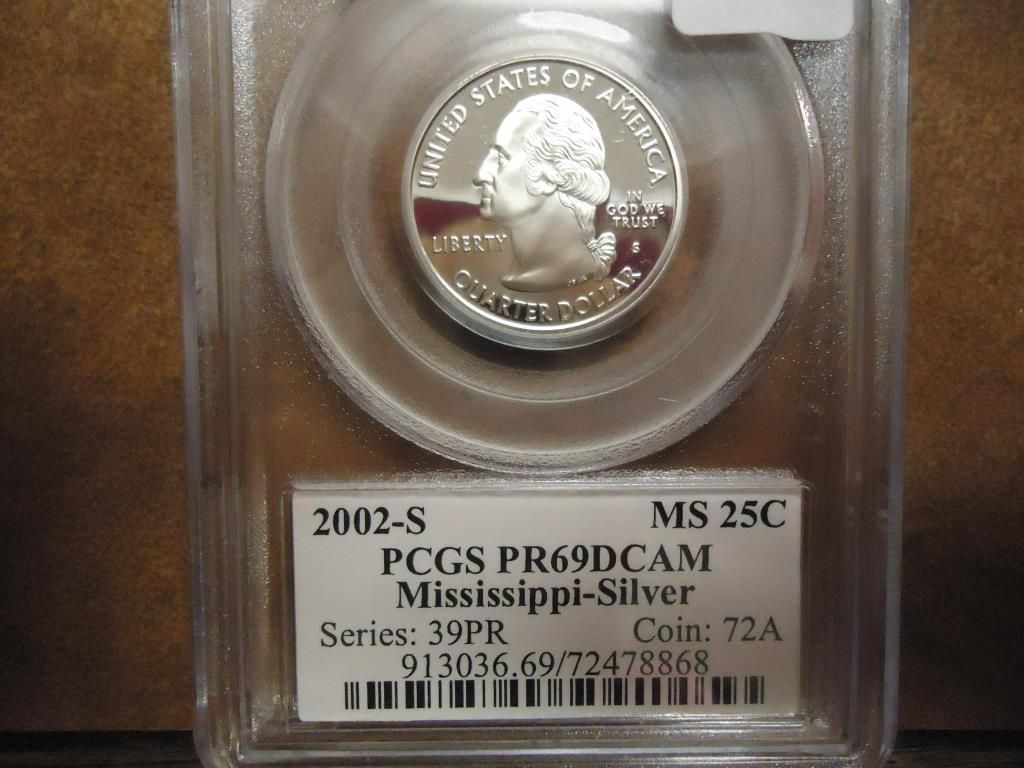 UNITED STATES OF AMERICA
IN
GOD WE
TRUST
LIBERTY
S
QUARTER DOLLAR
2002-S MS 25C
PCGS PR69DCAM
Mississippi-Silver
Series: 39PR Coin: 72A
913036.69/72478868